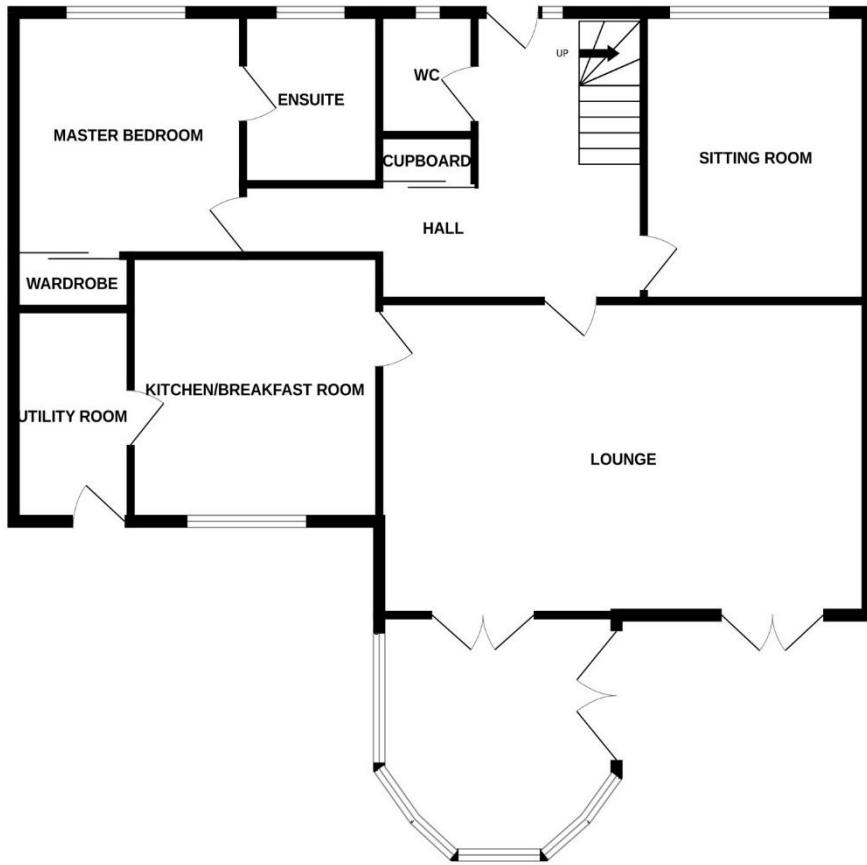 UP
WC
ENSUITE
MASTER BEDROOM
CUPBOARD
SITTING ROOM
HALL
WARDROBE
KITCHEN/BREAKFAST ROOM
UTILITY ROOM
LOUNGE